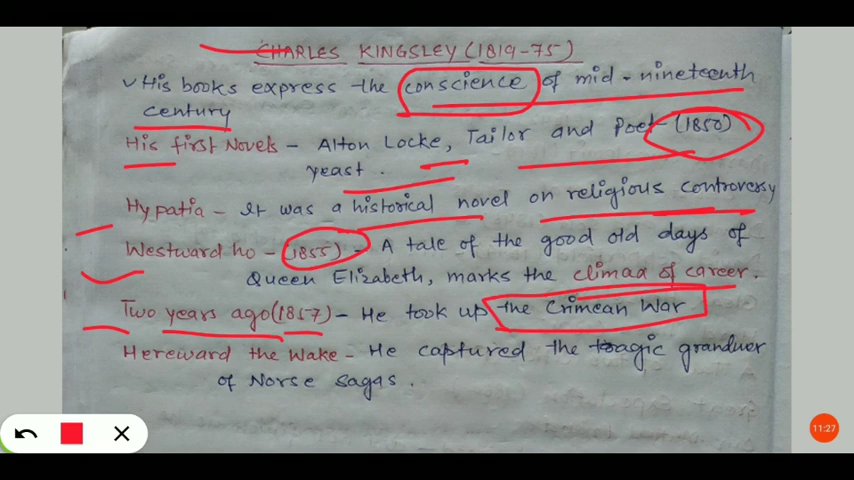 CHARLES KINGSLEY (1819-75)
His books express the conscience of mid-nineteenth
century
His first Novels - Alton Locke, Tailor and Poet (1850)
yeast.
Hypatia - It was a historical novel on religious controversy
Westward ho - (1855) - A tale of the good old days of
Queen Elizabeth, marks the climax of career.
Two years ago (1857) - He took up the Crimean War
Hereward the Wake - He captured the tragic granduer
of Norse sagas.
11:27